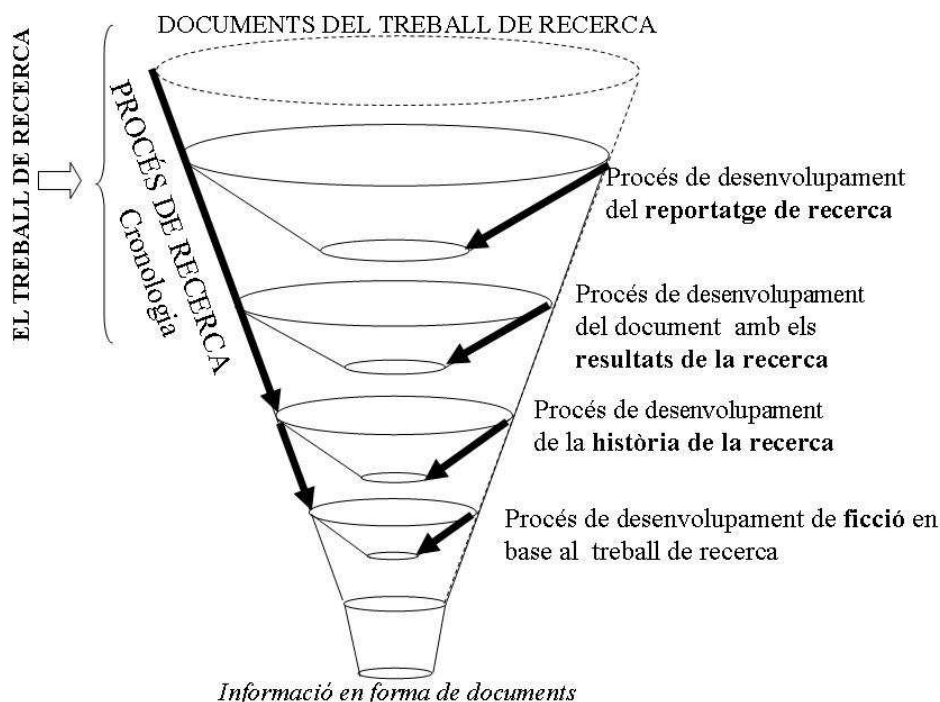 DOCUMENTS DEL TREBALL DE RECERCA
EL TREBALL DE RECERCA
PROCÉS DE RECERCA
Cronologia
Procés de desenvolupament
del reportatge de recerca
Procés de desenvolupament
del document amb els
resultats de la recerca
Procés de desenvolupament
de la història de la recerca
Procés de desenvolupament de ficció en
base al treball de recerca
Informació en forma de documents